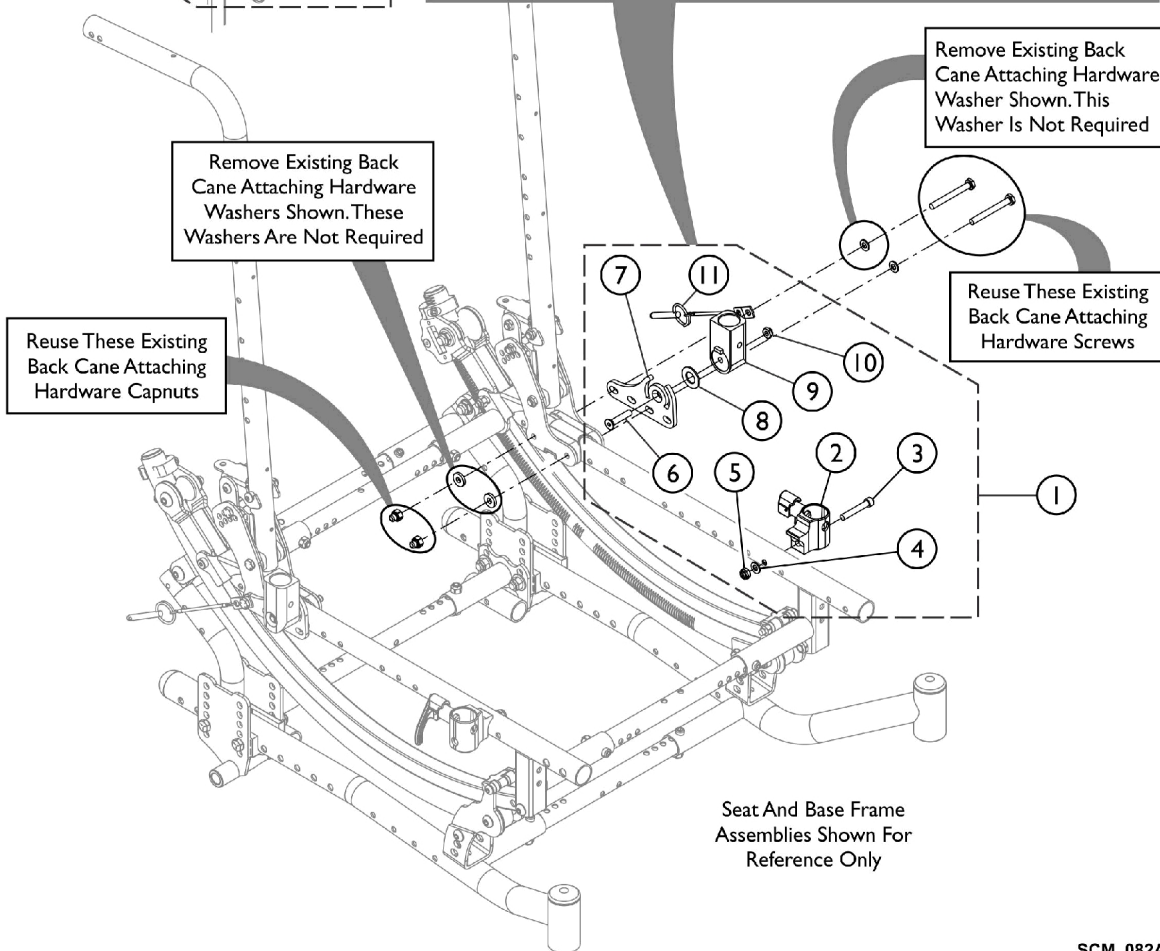 Remove Existing Back
Cane Attaching Hardware
Washer Shown. This
Washer Is Not Required
Remove Existing Back
Cane Attaching Hardware
Washers Shown. These
Washers Are Not Required
7
11
Reuse These Existing
Back Cane Attaching
Hardware Screws
Reuse These Existing
Back Cane Attaching
Hardware Capnuts
10
9
8
6
5
2
3
1
4
Seat And Base Frame
Assemblies Shown For
Reference Only